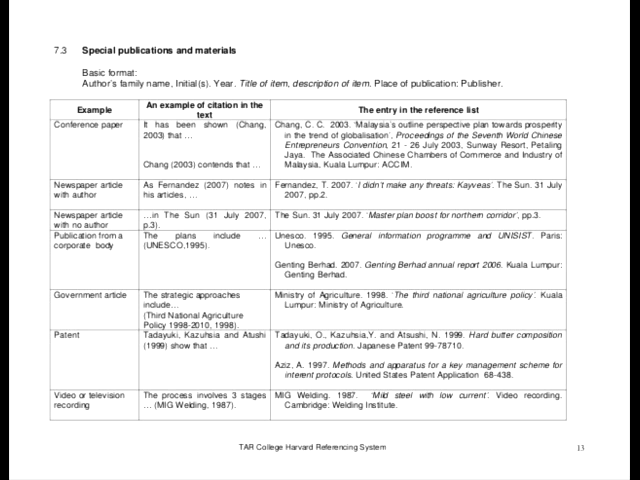 7.3 Special publications and materials
Basic format:
Author's family name, Initial(s). Year. Title of item, description of item. Place of publication: Publisher.
Example
An example of citation in the
text
The entry in the reference list
Conference paper
It has been shown (Chang,
2003) that …
Chang (2003) contends that …
Chang, C. C. 2003. 'Malaysia's outline perspective plan towards prosperity
in the trend of globalisation', Proceedings of the Seventh World Chinese
Entrepreneurs Convention, 21 - 26 July 2003, Sunway Resort, Petaling
Jaya. The Associated Chinese Chambers of Commerce and Industry of
Malaysia, Kuala Lumpur: ACCIM.
Newspaper article
with author
As Fernandez (2007) notes in
his articles, …
Fernandez, T. 2007. 'I didn't make any threats: Kayveas'. The Sun. 31 July
2007, pp.2.
Newspaper article
with no author
…in The Sun (31 July 2007,
p.3).
The Sun. 31 July 2007. 'Master plan boost for northern corridor', pp.3.
Publication from a
corporate body
The plans include …
(UNESCO,1995).
Unesco. 1995. General information programme and UNISIST. Paris:
Unesco.
Genting Berhad. 2007. Genting Berhad annual report 2006. Kuala Lumpur:
Genting Berhad.
Government article
The strategic approaches
include…
(Third National Agriculture
Policy 1998-2010, 1998).
Ministry of Agriculture. 1998. 'The third national agriculture policy'. Kuala
Lumpur: Ministry of Agriculture.
Patent
Tadayuki, Kazuhsia and Atushi
(1999) show that …
Tadayuki, O., Kazuhsia,Y. and Atsushi, N. 1999. Hard butter composition
and its production. Japanese Patent 99-78710.
Aziz, A. 1997. Methods and apparatus for a key management scheme for
internet protocols. United States Patent Application 68-438.
Video or television
recording
The process involves 3 stages
… (MIG Welding, 1987).
MIG Welding. 1987. 'Mild steel with low current'. Video recording.
Cambridge: Welding Institute.
TAR College Harvard Referencing System
13